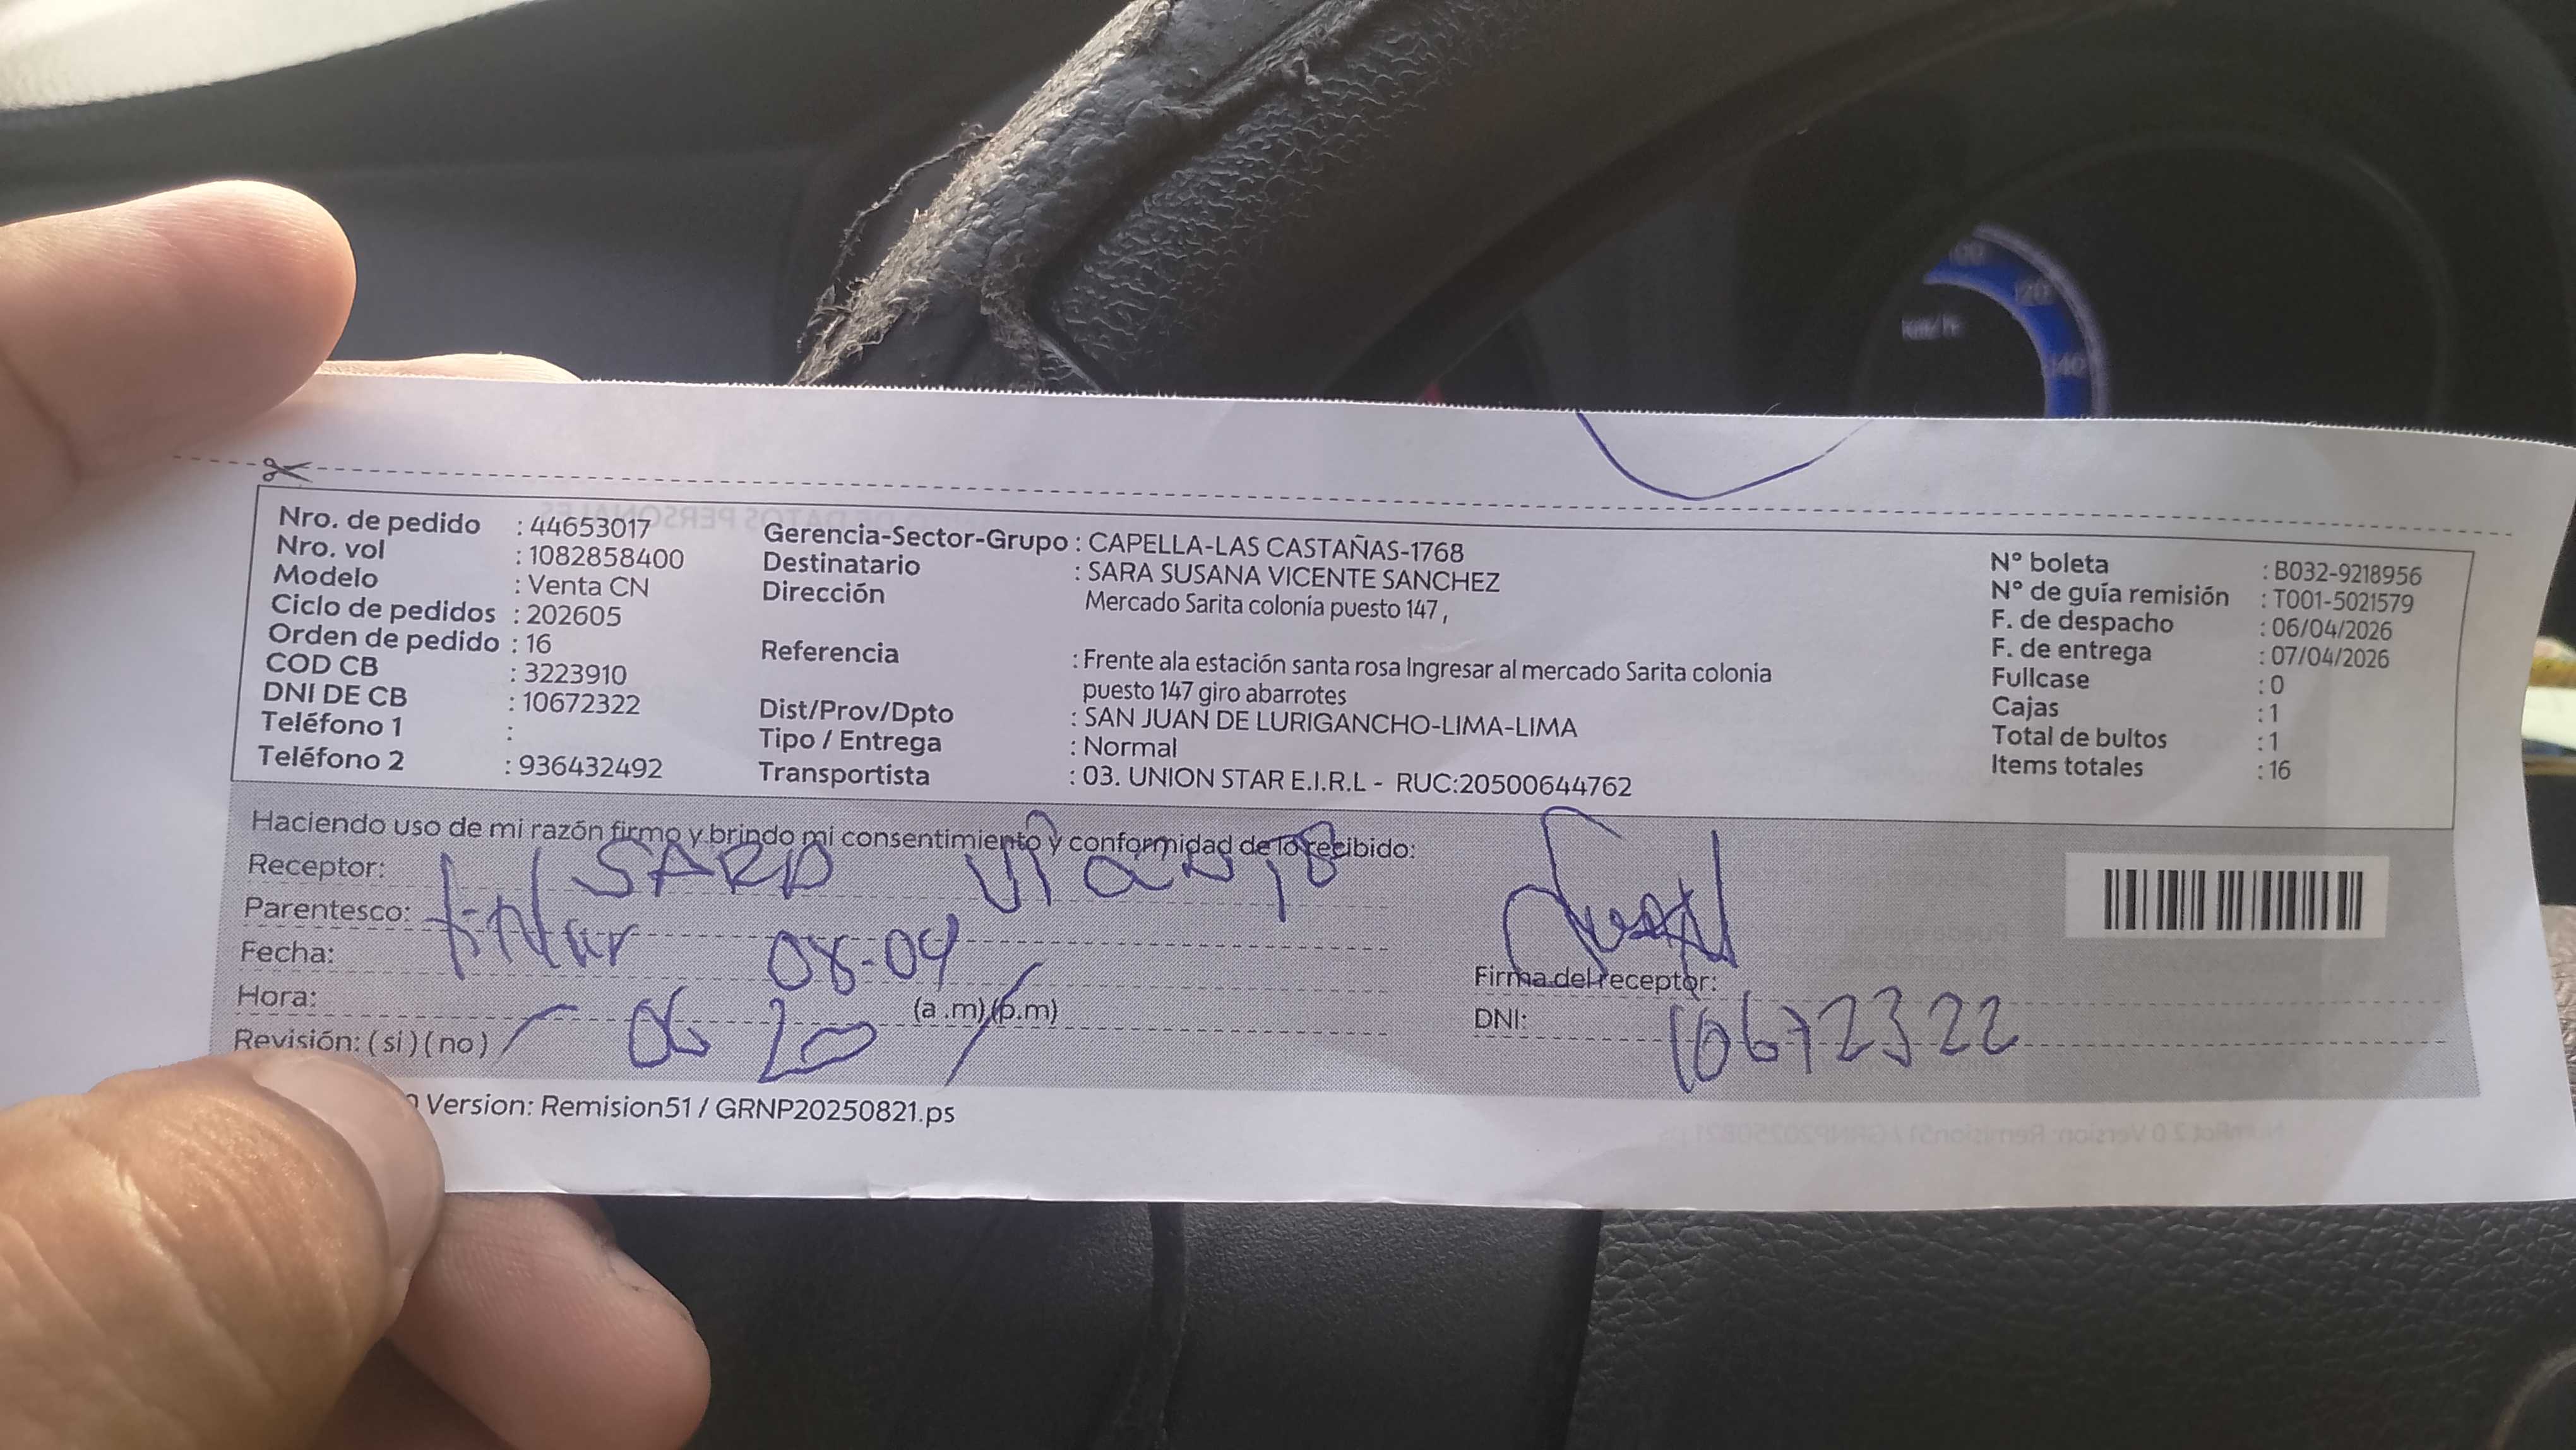 Nro. de pedido : 44653017
Nro. vol : 1082858400
Modelo : Venta CN
Ciclo de pedidos : 202605
Orden de pedido : 16
COD CB : 3223910
DNI DE CB : 10672322
Teléfono 1 :
Teléfono 2 : 936432492
Gerencia-Sector-Grupo : CAPELLA-LAS CASTAÑAS-1768
Destinatario : SARA SUSANA VICENTE SANCHEZ
Dirección Mercado Sarita colonia puesto 147 ,
Referencia : Frente ala estación santa rosa Ingresar al mercado Sarita colonia
puesto 147 giro abarrotes
Dist/Prov/Dpto : SAN JUAN DE LURIGANCHO-LIMA-LIMA
Tipo / Entrega : Normal
Transportista : 03. UNION STAR E.I.R.L - RUC:20500644762
N° boleta : B032-9218956
N° de guía remisión : T001-5021579
F. de despacho : 06/04/2026
F. de entrega : 07/04/2026
Fullcase : 0
Cajas : 1
Total de bultos : 1
Items totales : 16
Haciendo uso de mi razón firmo y brindo mi consentimiento y conformidad de lo recibido:
Receptor: SARA
Parentesco:
Fecha: 08-04
Hora: 06 20 (a.m)(p.m)
Revisión: (si)(no)
Firma del receptor:
DNI: 10672322
Version: Remision51 / GRNP20250821.ps
100
120
140
km/h